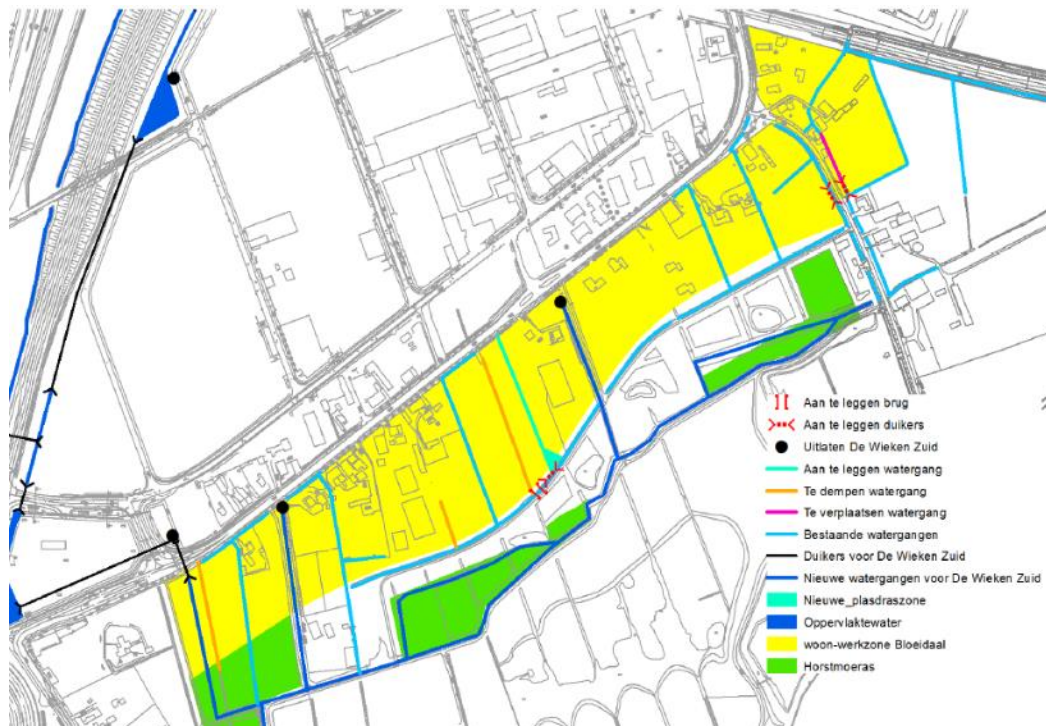 Aan te leggen brug
Aan te leggen duikers
Uitlaten De Wieken Zuid
Aan te leggen watergang
Te dempen watergang
Te verplaatsen watergang
Bestaande watergangen
Duikers voor De Wieken Zuid
Nieuwe watergangen voor De Wieken Zuid
Nieuwe_plasdraszone
Oppervlaktewater
woon-werkzone Bloeidaal
Horstmoeras